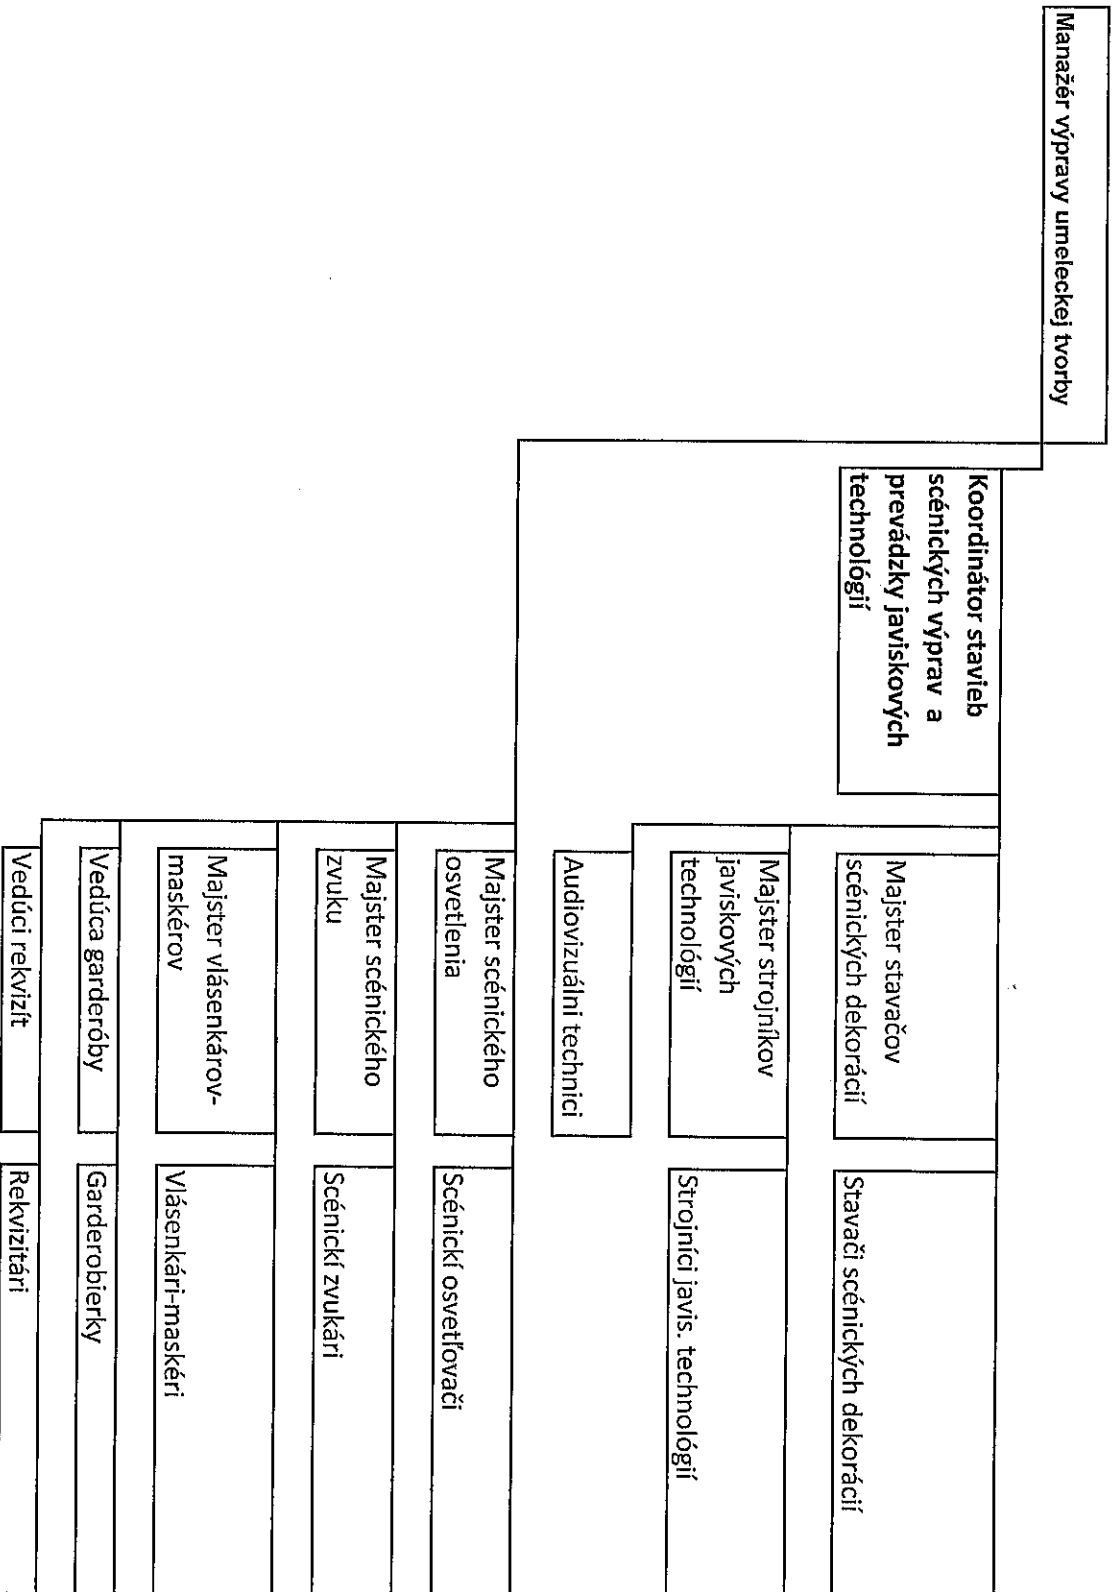 Manažér výpravy umeleckej tvorby
Koordinátor stavieb
scénických výprav a
prevádzky javiskových
technológií
Majster stavačov
scénických dekorácií
Stavači scénických dekorácií
Majster strojníkov
javiskových
technológií
Strojníci javis. technológií
Audiovizuálni technici
Majster scénického
osvetlenia
Scénickí osvetľovači
Majster scénického
zvuku
Scénickí zvukári
Majster vlásenkárov-
maskérov
Vlásenkári-maskéri
Vedúca garderóby
Garderobierky
Vedúci rekvizít
Rekvizitári